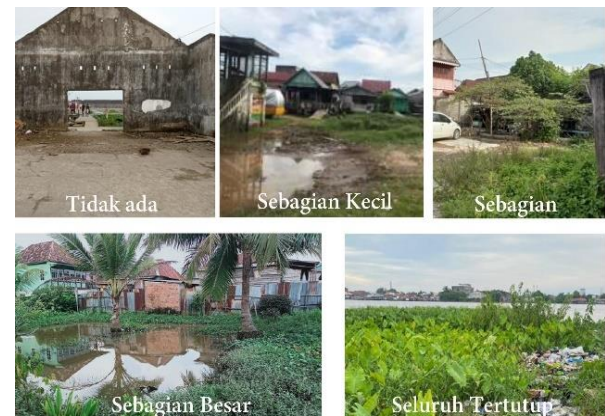 Tidak ada
Sebagian Kecil
Sebagian
Sebagian Besar
Seluruh Tertutup